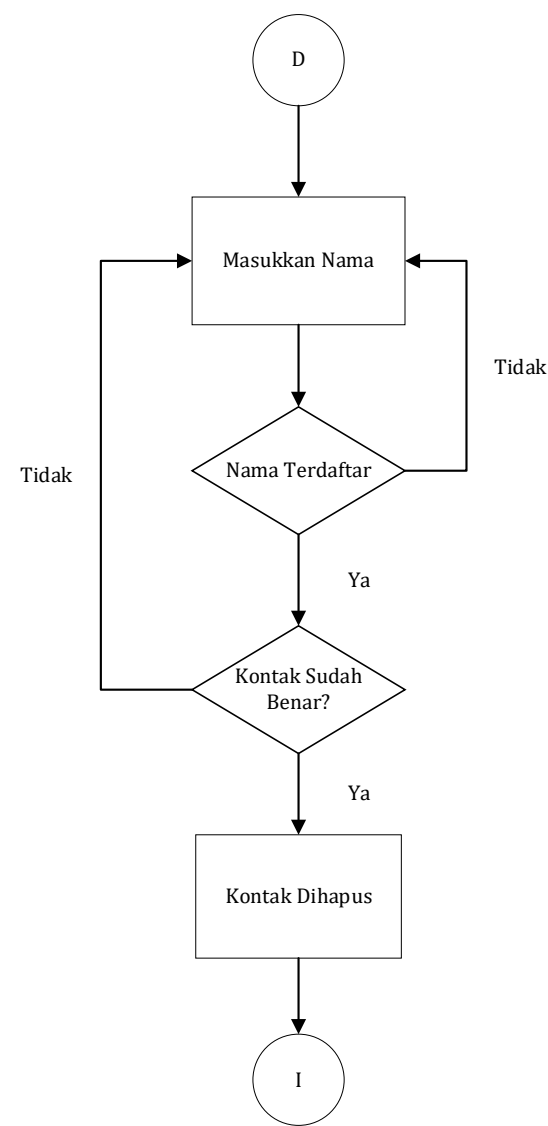 D
Masukkan Nama
Tidak
Nama Terdaftar
Tidak
Ya
Kontak Sudah
Benar?
Ya
Kontak Dihapus
I